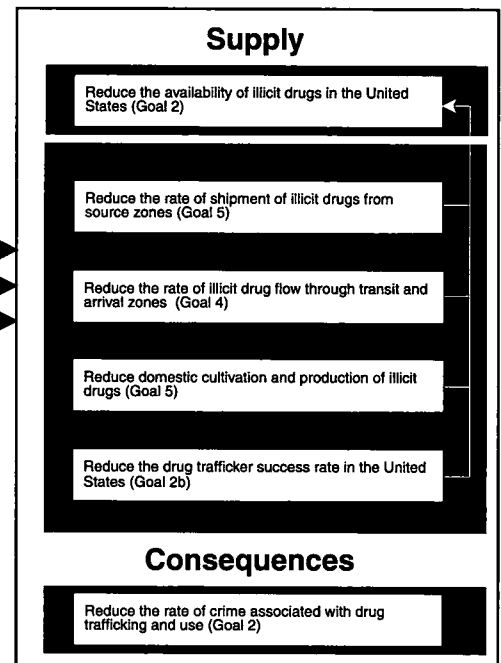 Supply
Reduce the availability of illicit drugs in the United
States (Goal 2)
Reduce the rate of shipment of illicit drugs from
source zones (Goal 5)
Reduce the rate of illicit drug flow through transit and
arrival zones (Goal 4)
Reduce domestic cultivation and production of illicit
drugs (Goal 5)
Reduce the drug trafficker success rate in the United
States (Goal 2b)
Consequences
Reduce the rate of crime associated with drug
trafficking and use (Goal 2)